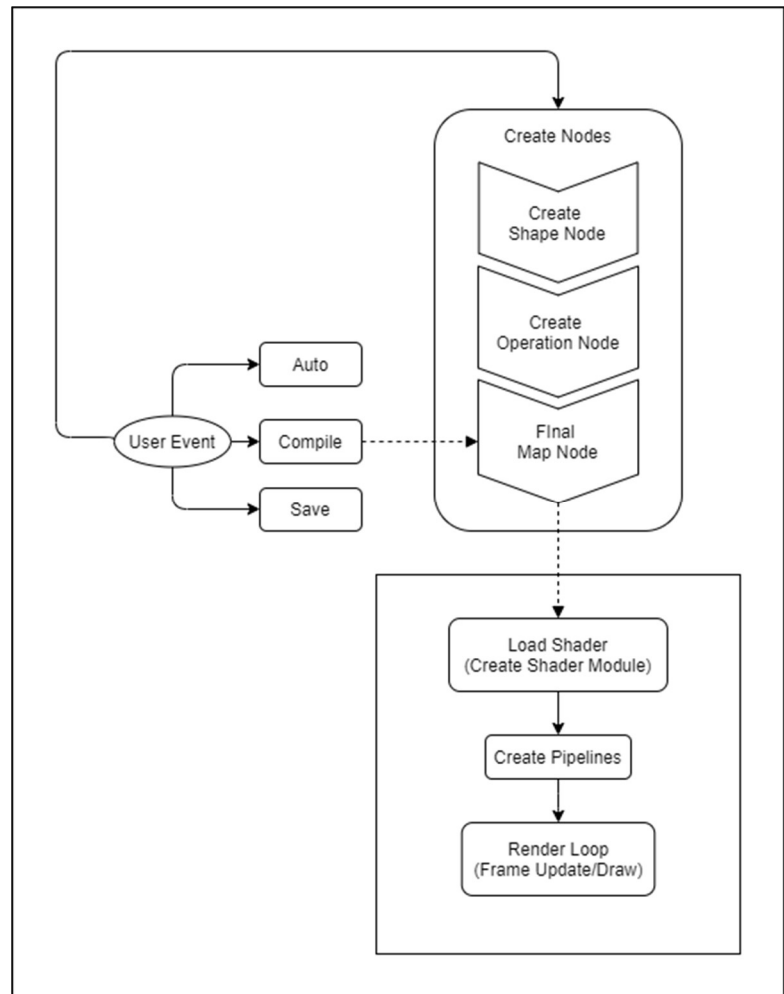 Create Nodes
Create
Shape Node
Create
Operation Node
FInal
Map Node
Auto
User Event
Compile
Save
Load Shader
(Create Shader Module)
Create Pipelines
Render Loop
(Frame Update/Draw)